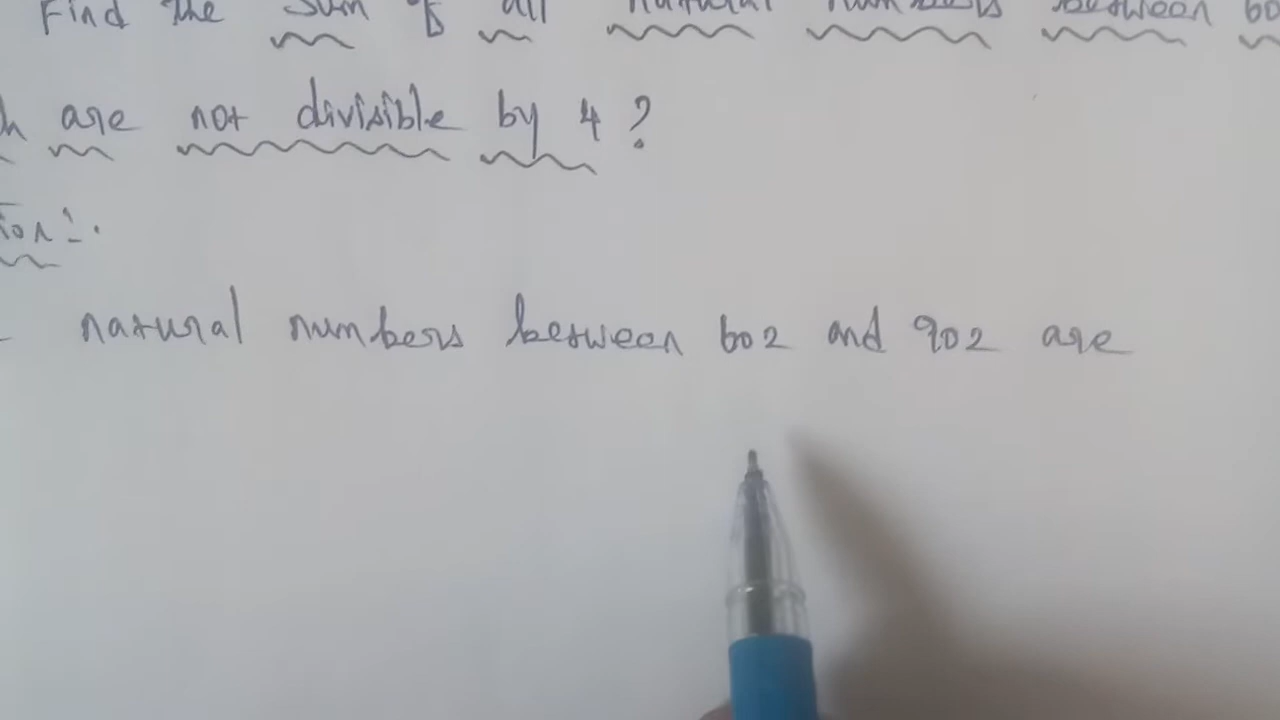 Find the sum of all natural numbers between 60
are not divisible by 4 ?
natural numbers between 602 and 902 are